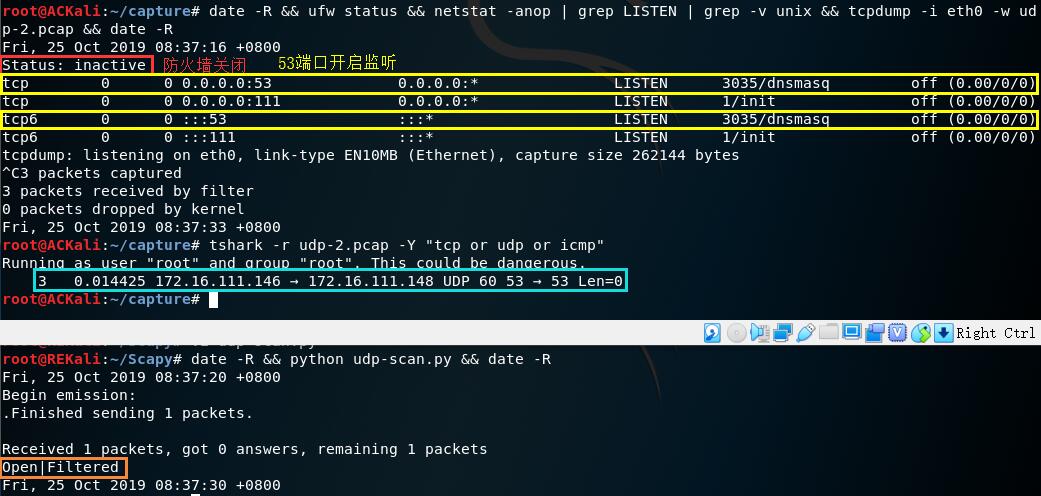 root@ACKali:~/capture# date -R && ufw status && netstat -anop | grep LISTEN | grep -v unix && tcpdump -i eth0 -w ud
p-2.pcap && date -R
Fri, 25 Oct 2019 08:37:16 +0800
Status: inactive 防火墙关闭 53端口开启监听
tcp 0 0 0.0.0.0:53 0.0.0.0:* LISTEN 3035/dnsmasq off (0.00/0/0)
tcp 0 0 0.0.0.0:111 0.0.0.0:* LISTEN 1/init off (0.00/0/0)
tcp6 0 0 :::53 :::* LISTEN 3035/dnsmasq off (0.00/0/0)
tcp6 0 0 :::111 :::* LISTEN 1/init off (0.00/0/0)
tcpdump: listening on eth0, link-type EN10MB (Ethernet), capture size 262144 bytes
^C3 packets captured
3 packets received by filter
0 packets dropped by kernel
Fri, 25 Oct 2019 08:37:33 +0800
root@ACKali:~/capture# tshark -r udp-2.pcap -Y "tcp or udp or icmp"
Running as user "root" and group "root". This could be dangerous.
3 0.014425 172.16.111.146 → 172.16.111.148 UDP 60 53 → 53 Len=0
root@ACKali:~/capture#
Right Ctrl
root@REKali:~/Scapy# date -R && python udp-scan.py && date -R
Fri, 25 Oct 2019 08:37:20 +0800
Begin emission:
.Finished sending 1 packets.
Received 1 packets, got 0 answers, remaining 1 packets
Open|Filtered
Fri, 25 Oct 2019 08:37:30 +0800